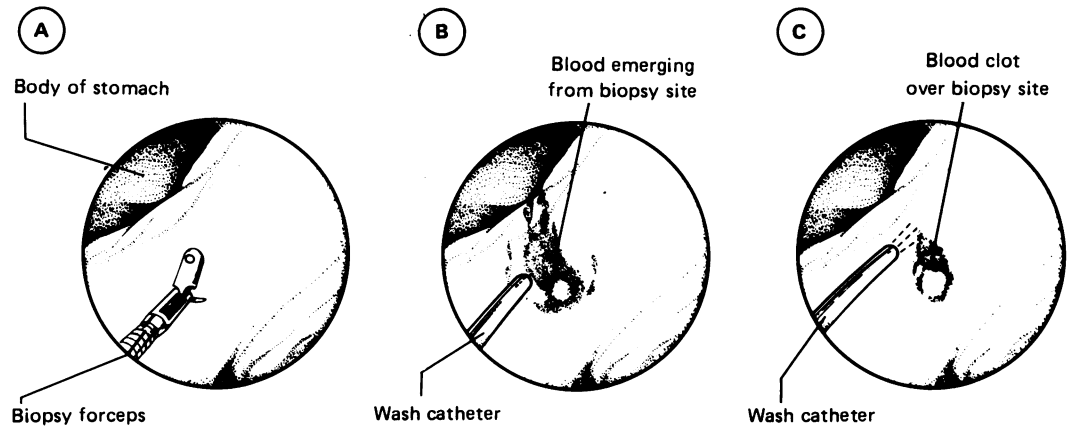 A
Body of stomach
Biopsy forceps
B
Blood emerging
from biopsy site
Wash catheter
C
Blood clot
over biopsy site
Wash catheter